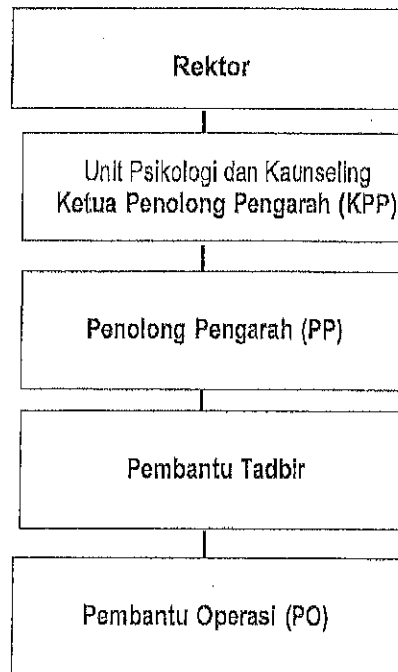 Rektor
Unit Psikologi dan Kaunseling
Ketua Penolong Pengarah (KPP)
Penolong Pengarah (PP)
Pembantu Tadbir
Pembantu Operasi (PO)